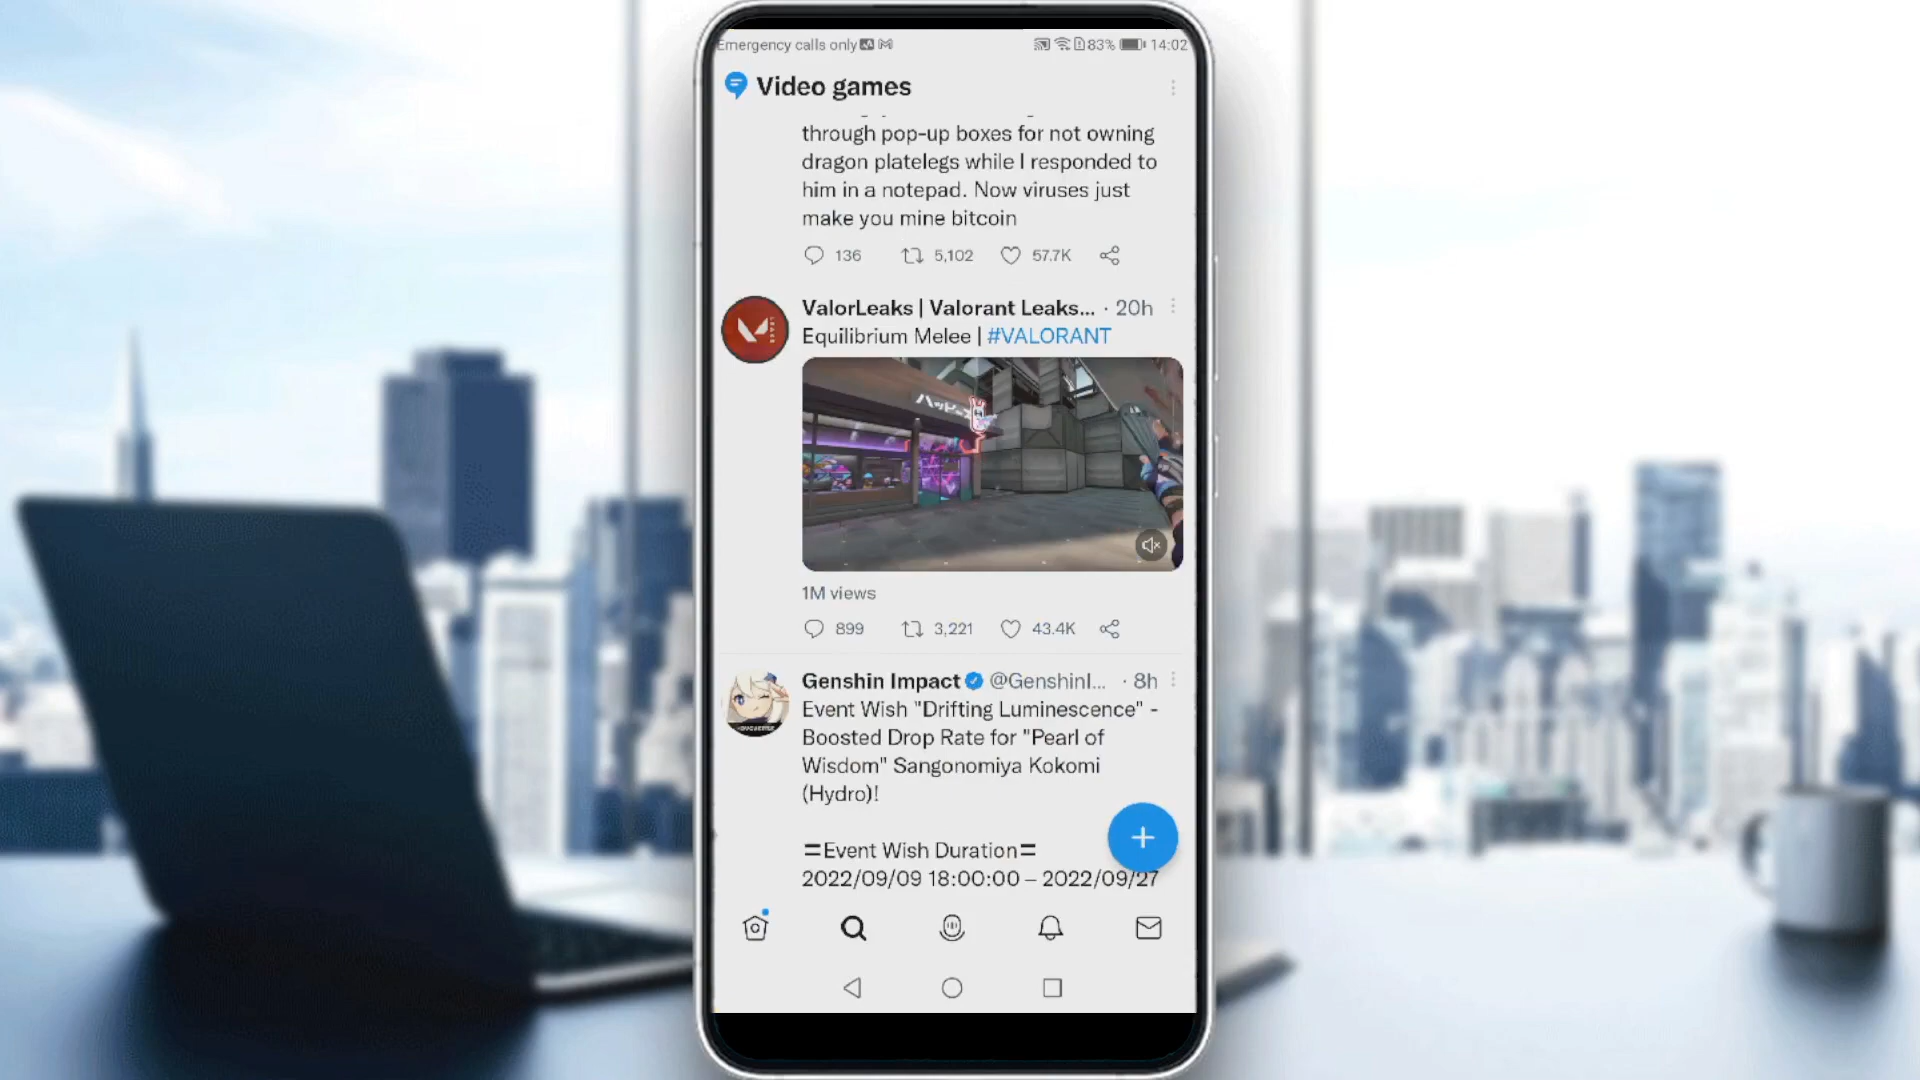 Emergency calls only 83% 14:02
Video games
through pop-up boxes for not owning
dragon platelegs while I responded to
him in a notepad. Now viruses just
make you mine bitcoin
136 5,102 57.7K
ValorLeaks | Valorant Leaks... · 20h
Equilibrium Melee | #VALORANT
1M views
899 3,221 43.4K
Genshin Impact @GenshinI... · 8h
Event Wish "Drifting Luminescence" -
Boosted Drop Rate for "Pearl of
Wisdom" Sangonomiya Kokomi
(Hydro)!
〓Event Wish Duration〓
2022/09/09 18:00:00 – 2022/09/27